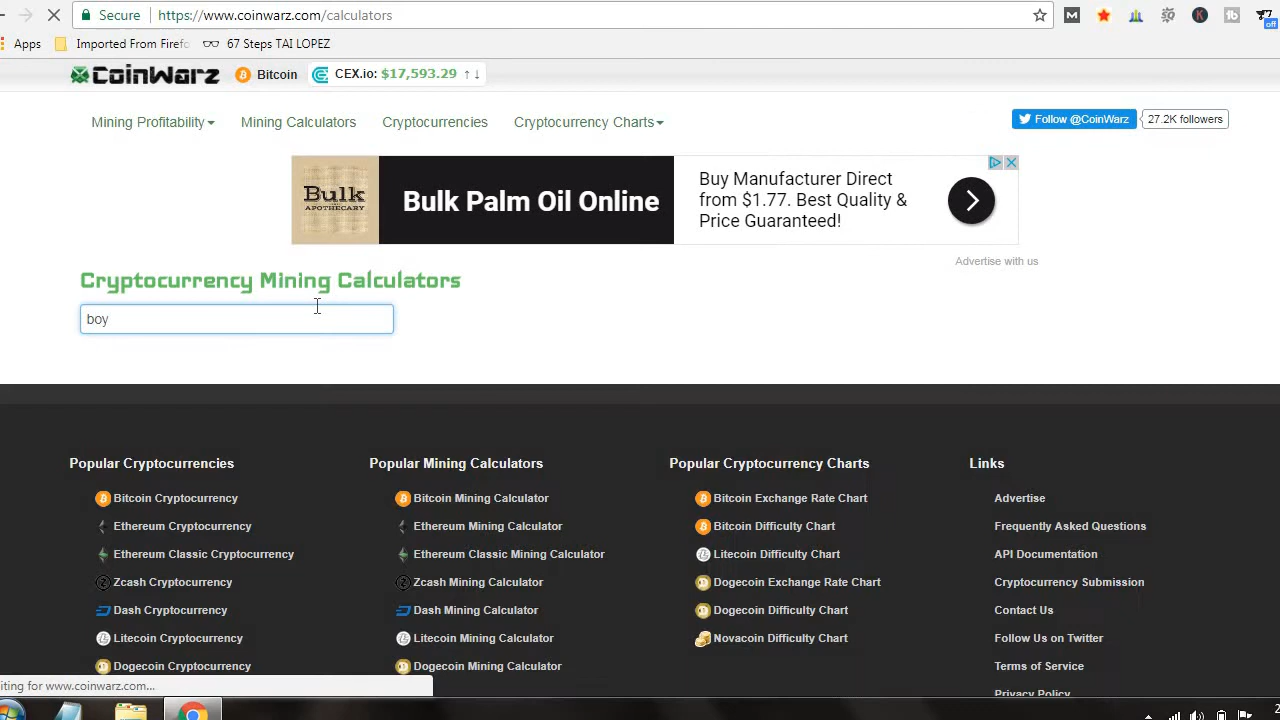 Secure https://www.coinwarz.com/calculators
Apps Imported From Firefo 67 Steps TAI LOPEZ
CoinWarz Bitcoin CEX.io: $17,593.29 ↑ ↓
Mining Profitability Mining Calculators Cryptocurrencies Cryptocurrency Charts Follow @CoinWarz 27.2K followers
Bulk APOTHECARY
Bulk Palm Oil Online
Buy Manufacturer Direct
from $1.77. Best Quality &
Price Guaranteed!
Advertise with us
Cryptocurrency Mining Calculators
boy
Popular Cryptocurrencies
Bitcoin Cryptocurrency
Ethereum Cryptocurrency
Ethereum Classic Cryptocurrency
Zcash Cryptocurrency
Dash Cryptocurrency
Litecoin Cryptocurrency
Dogecoin Cryptocurrency
Popular Mining Calculators
Bitcoin Mining Calculator
Ethereum Mining Calculator
Ethereum Classic Mining Calculator
Zcash Mining Calculator
Dash Mining Calculator
Litecoin Mining Calculator
Dogecoin Mining Calculator
Popular Cryptocurrency Charts
Bitcoin Exchange Rate Chart
Bitcoin Difficulty Chart
Litecoin Difficulty Chart
Dogecoin Exchange Rate Chart
Dogecoin Difficulty Chart
Novacoin Difficulty Chart
Links
Advertise
Frequently Asked Questions
API Documentation
Cryptocurrency Submission
Contact Us
Follow Us on Twitter
Terms of Service
Privacy Policy
iting for www.coinwarz.com...